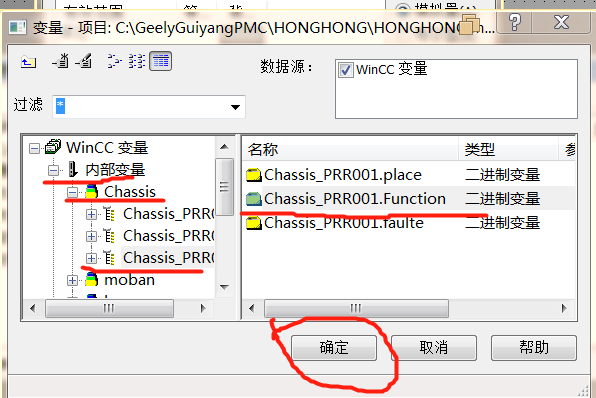 变量 - 项目: C:\GeelyGuiyangPMC\HONGHONG\HONGHONG
数据源：
WinCC 变量
过滤
*
WinCC 变量
内部变量
Chassis
Chassis_PRR0
Chassis_PRR0
Chassis_PRR0
moban
名称
类型
参
Chassis_PRR001.place
二进制变量
Chassis_PRR001.Function
二进制变量
Chassis_PRR001.faulte
二进制变量
确定
取消
帮助